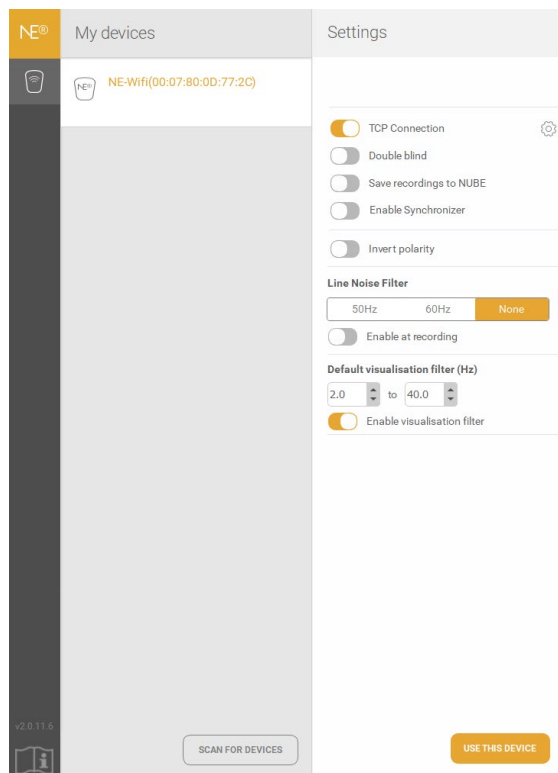 NE®
My devices
Settings
NE®
NE-Wifi(00:07:80:0D:77:2C)
TCP Connection
Double blind
Save recordings to NUBE
Enable Synchronizer
Invert polarity
Line Noise Filter
50Hz 60Hz None
Enable at recording
Default visualisation filter (Hz)
2.0 to 40.0
Enable visualisation filter
v2.0.11.6
i
SCAN FOR DEVICES
USE THIS DEVICE